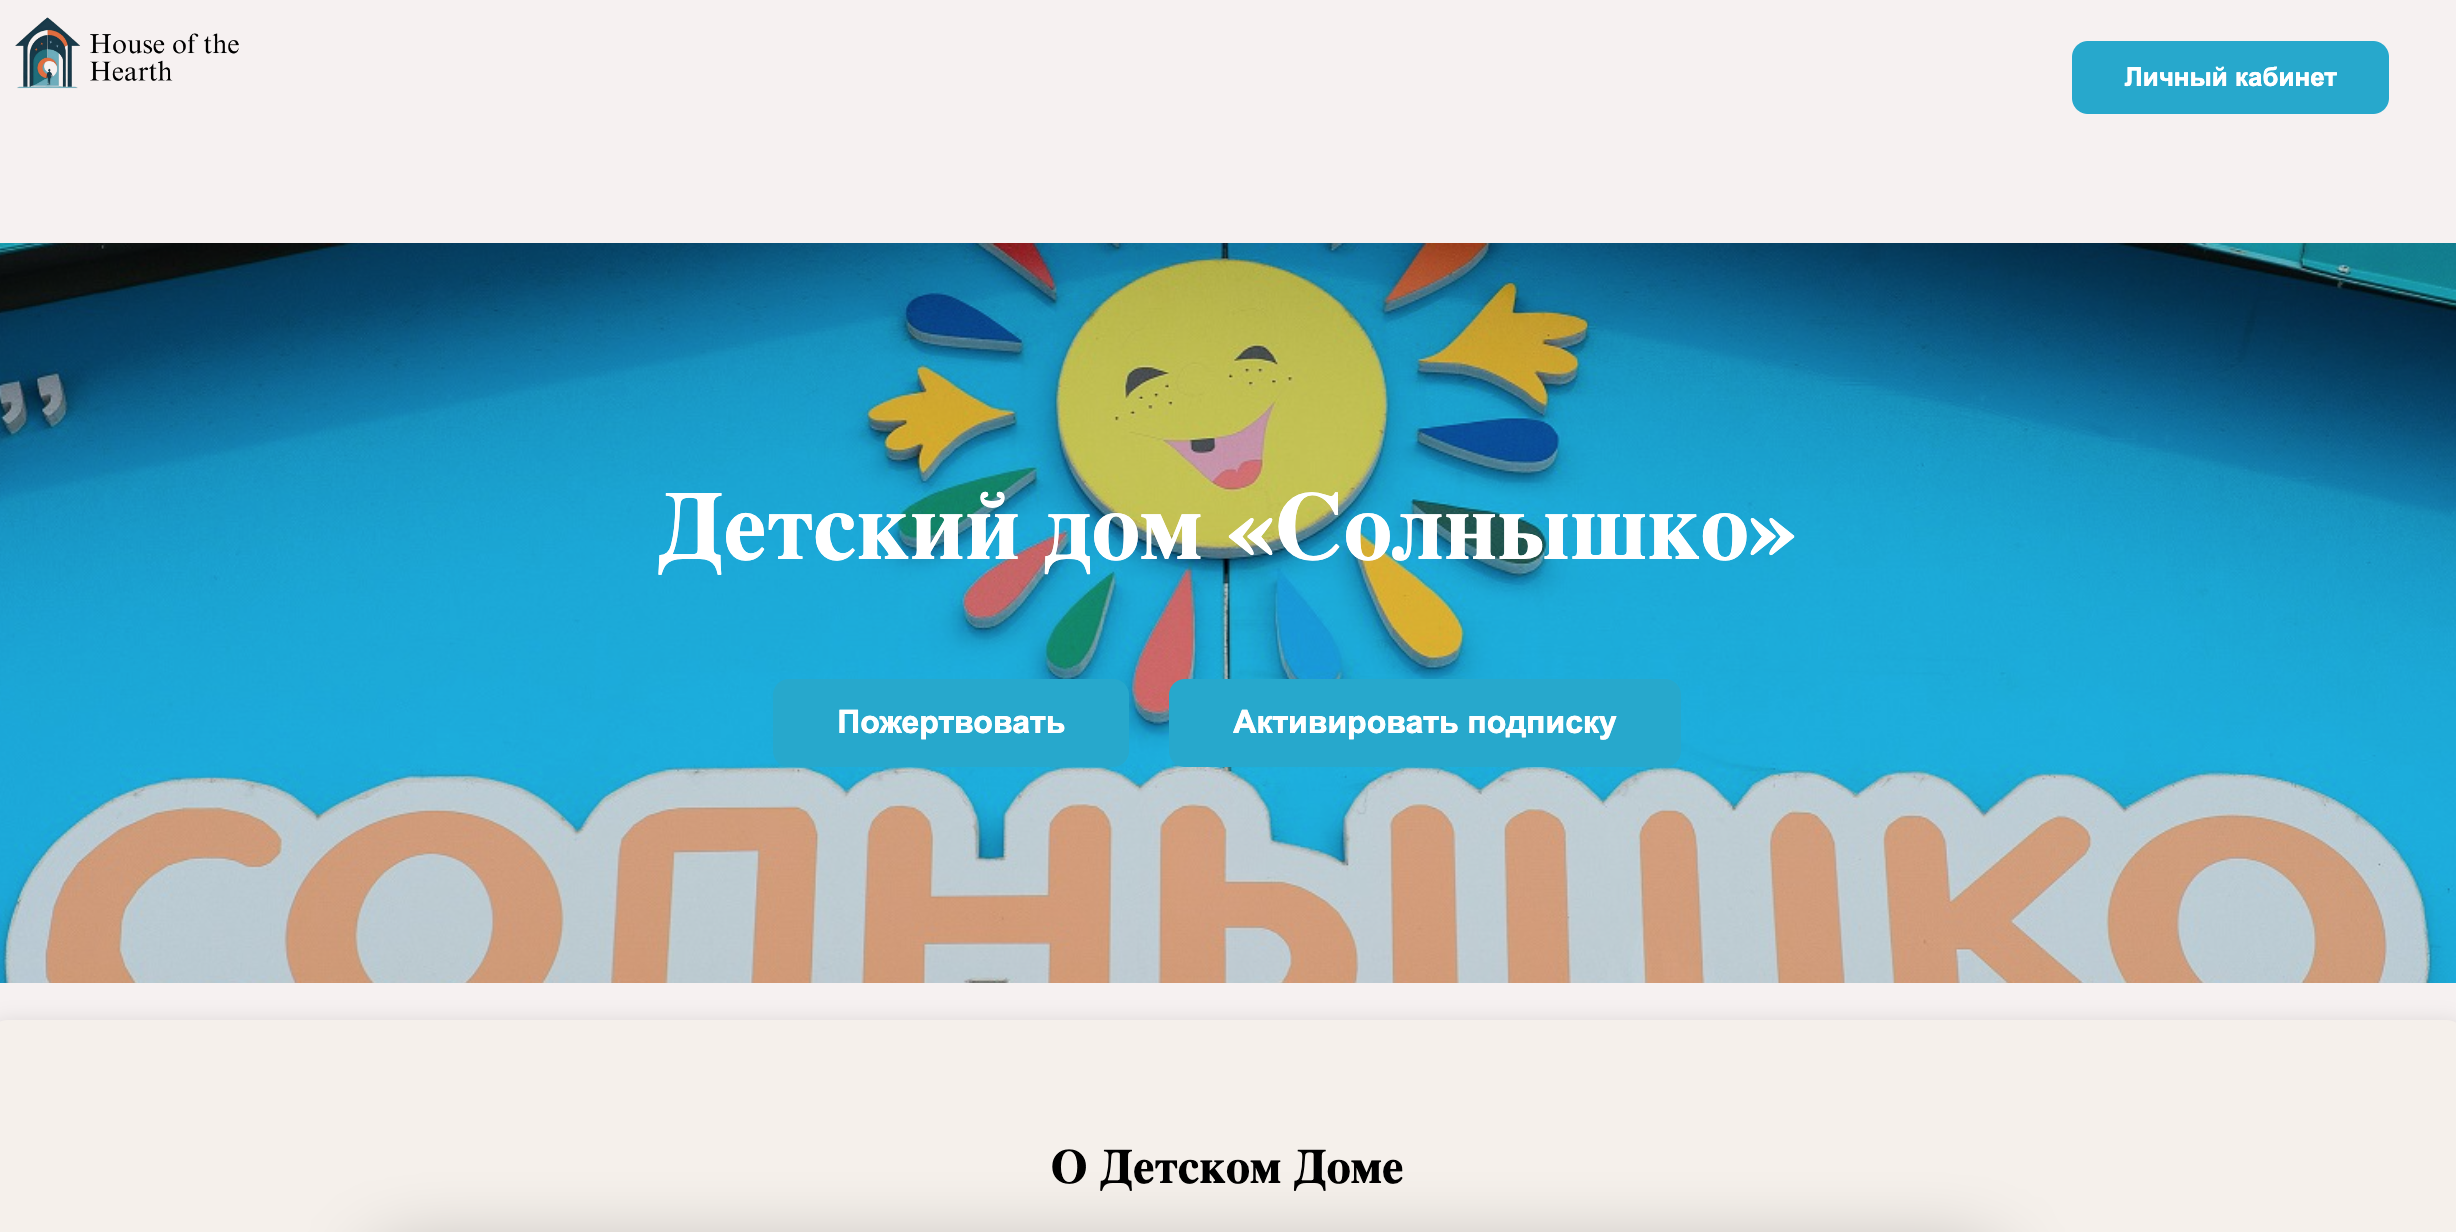 House of the
Hearth
Личный кабинет
”
Детский дом «Солнышко»
Пожертвовать
Активировать подписку
СОЛНЫШКО
О Детском Доме